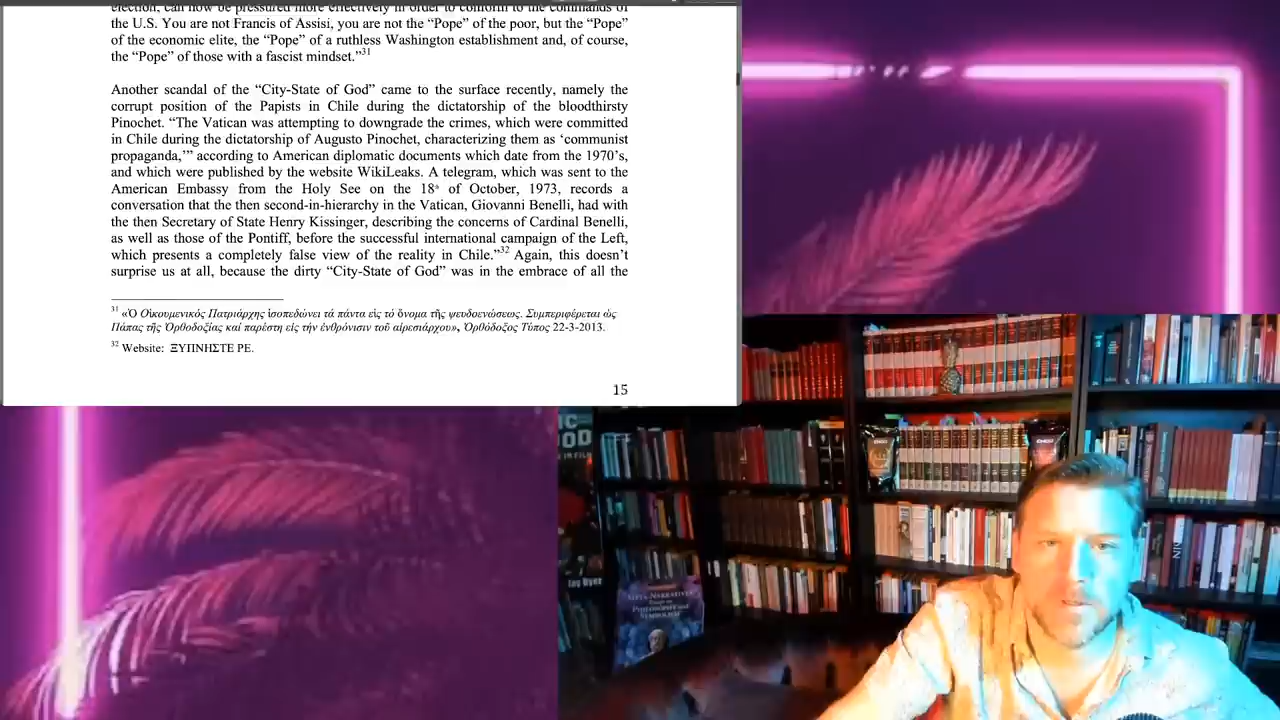 election, can now be pressured more effectively in order to conform to the commands of
the U.S. You are not Francis of Assisi, you are not the “Pope” of the poor, but the “Pope”
of the economic elite, the “Pope” of a ruthless Washington establishment and, of course,
the “Pope” of those with a fascist mindset.”31
Another scandal of the “City-State of God” came to the surface recently, namely the
corrupt position of the Papists in Chile during the dictatorship of the bloodthirsty
Pinochet. “The Vatican was attempting to downgrade the crimes, which were committed
in Chile during the dictatorship of Augusto Pinochet, characterizing them as ‘communist
propaganda,’” according to American diplomatic documents which date from the 1970’s,
and which were published by the website WikiLeaks. A telegram, which was sent to the
American Embassy from the Holy See on the 18th of October, 1973, records a
conversation that the then second-in-hierarchy in the Vatican, Giovanni Benelli, had with
the then Secretary of State Henry Kissinger, describing the concerns of Cardinal Benelli,
as well as those of the Pontiff, before the successful international campaign of the Left,
which presents a completely false view of the reality in Chile.”32 Again, this doesn’t
surprise us at all, because the dirty “City-State of God” was in the embrace of all the
31 «Ὁ Οἰκουμενικός Πατριάρχης ἰσοπεδώνει τά πάντα εἰς τό ὄνομα τῆς ψευδοενώσεως. Συμπεριφέρεται ὡς
Πάπας τῆς Ὀρθοδοξίας καί παρέστη εἰς τήν ἐνθρόνισιν τοῦ αἱρεσιάρχου», Ὀρθόδοξος Τύπος 22-3-2013.
32 Website: ΞΥΠΝΗΣΤΕ ΡΕ.
15
IN FILM
Jay Dyer
META-NARRATIVES
PHILOSOPHY AND
SYMBOLISM